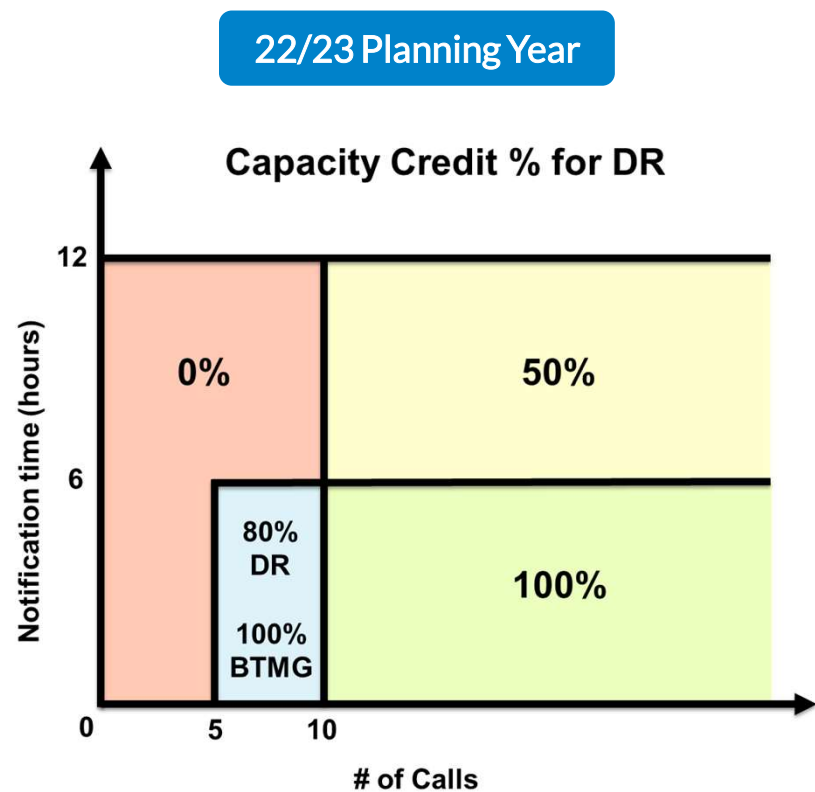 22/23 Planning Year
Capacity Credit % for DR
12
0%
50%
Notification time (hours)
6
80%
DR
100%
100%
BTMG
0
5
10
# of Calls